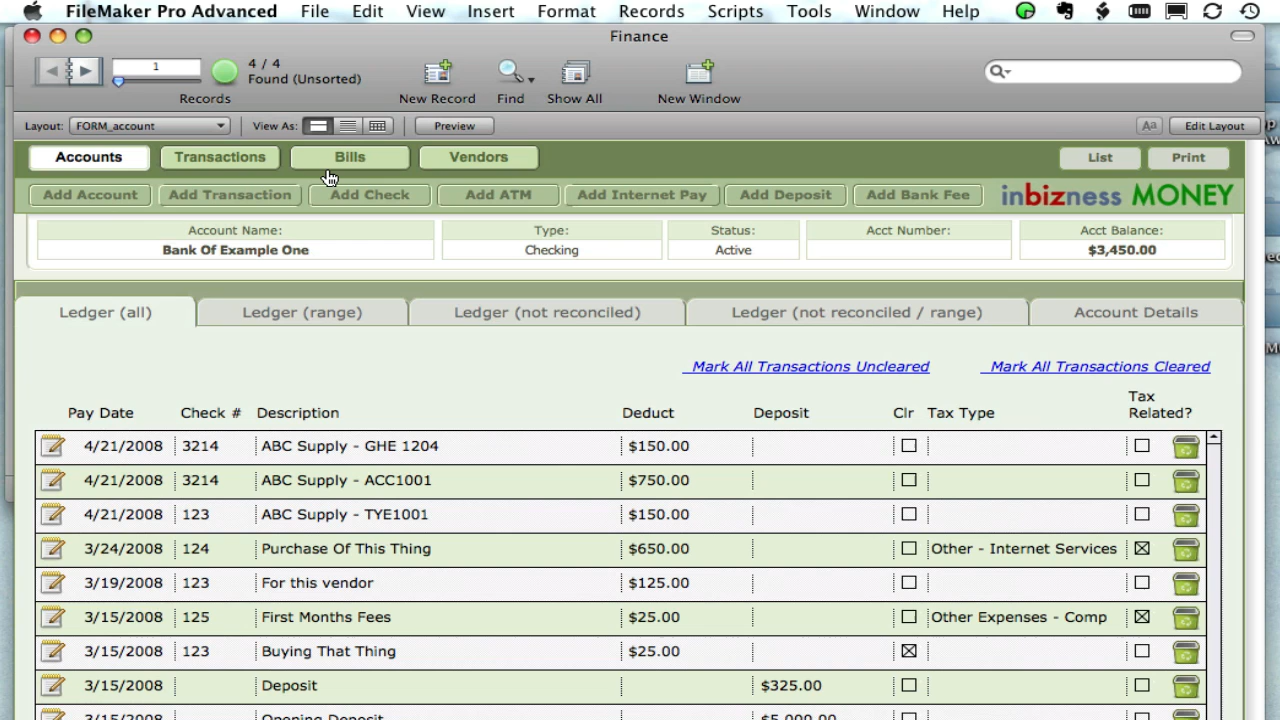 FileMaker Pro Advanced File Edit View Insert Format Records Scripts Tools Window Help
Finance
1
4 / 4
Found (Unsorted)
Records New Record Find Show All New Window
Layout: FORM_account View As: Preview Aa Edit Layout
Accounts Transactions Bills Vendors List Print
Add Account Add Transaction Add Check Add ATM Add Internet Pay Add Deposit Add Bank Fee inbizness MONEY
Account Name: Type: Status: Acct Number: Acct Balance:
Bank Of Example One Checking Active $3,450.00
Ledger (all) Ledger (range) Ledger (not reconciled) Ledger (not reconciled / range) Account Details
Mark All Transactions Uncleared Mark All Transactions Cleared
Pay Date Check # Description Deduct Deposit Clr Tax Type Tax Related?
4/21/2008 3214 ABC Supply - GHE 1204 $150.00
4/21/2008 3214 ABC Supply - ACC1001 $750.00
4/21/2008 123 ABC Supply - TYE1001 $150.00
3/24/2008 124 Purchase Of This Thing $650.00 Other - Internet Services
3/19/2008 123 For this vendor $125.00
3/15/2008 125 First Months Fees $25.00 Other Expenses - Comp
3/15/2008 123 Buying That Thing $25.00
3/15/2008 Deposit $325.00
3/15/2008 Opening Deposit $5,000.00